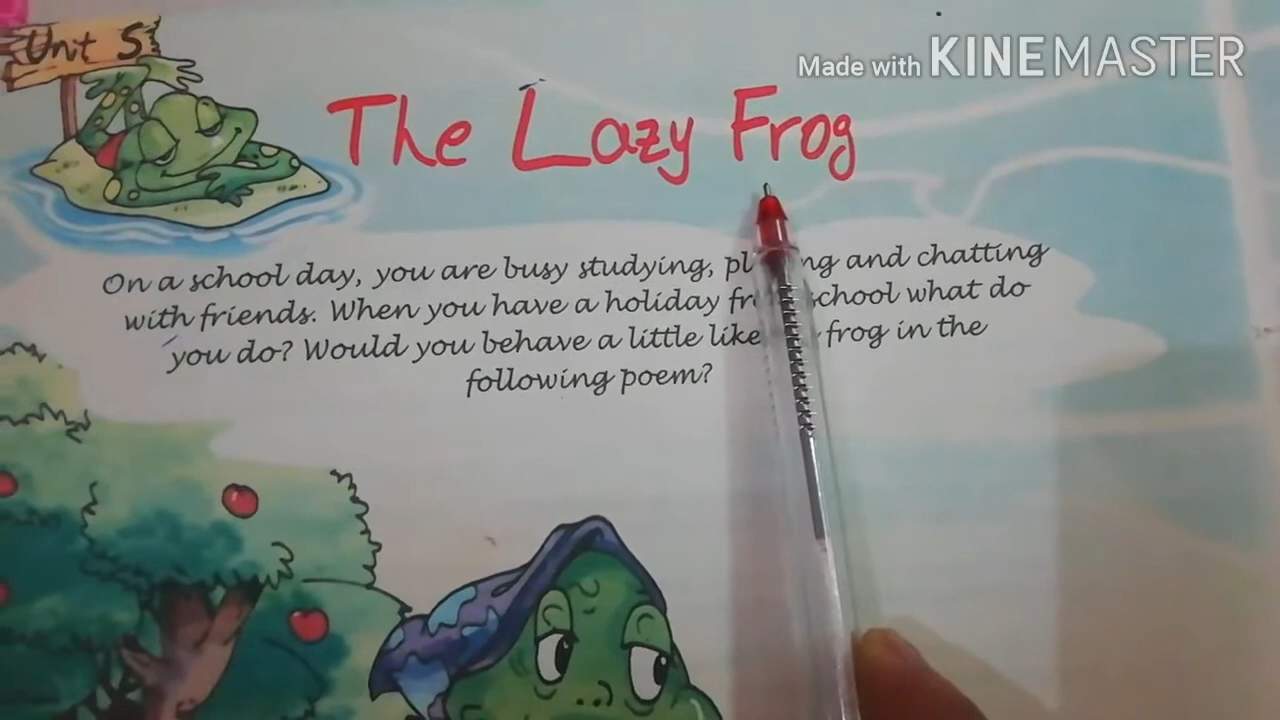 Unit 5
Made with KINEMASTER
The Lazy Frog
On a school day, you are busy studying, and chatting
with friends. When you have a holiday school what do
you do? Would you behave a little like frog in the
following poem?